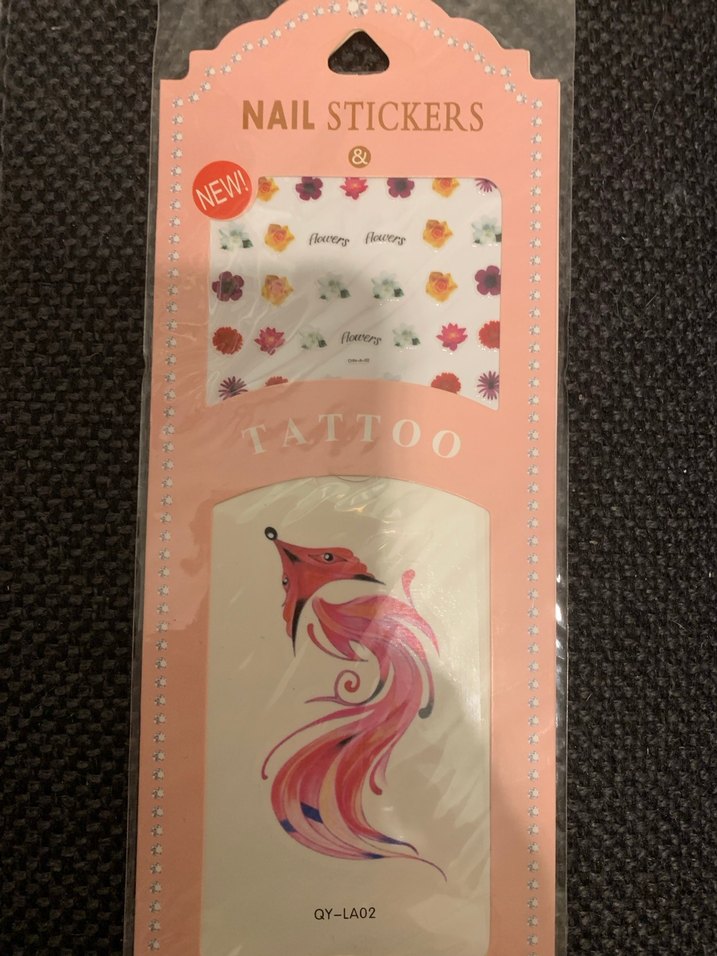 NAIL STICKERS
&
NEW!
flowers flowers
flowers
TATTOO
QY-LA02